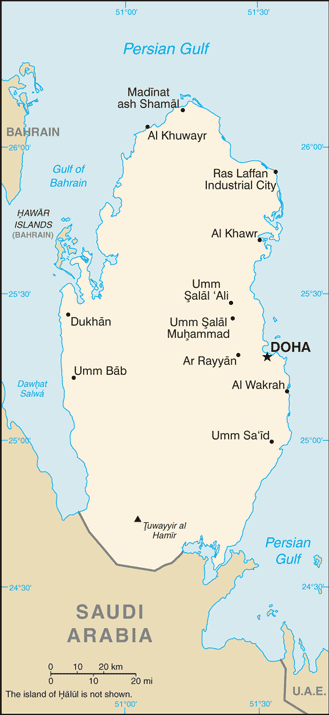 51°00' 51°30'
Persian Gulf
Madīnat
ash Shamāl
Al Khuwayr
BAHRAIN
26°00' 26°00'
Gulf of
Bahrain
Ras Laffan
Industrial City
ḤAWĀR
ISLANDS
(BAHRAIN)
Al Khawr
25°30' 25°30'
Umm
Şalāl ‘Ali
Dukhān
Umm Şalāl
Muḩammad
DOHA
Ar Rayyān
Umm Bāb
Dawḩat
Salwá
Al Wakrah
Umm Sa‘īd
25°00' 25°00'
Ţuwayyir al
Ḩamīr
Persian
Gulf
24°30' 24°30'
SAUDI
ARABIA
0 10 20 km
0 10 20 mi
U.A.E.
The island of Ḩālūl is not shown.
51°00' 51°30'